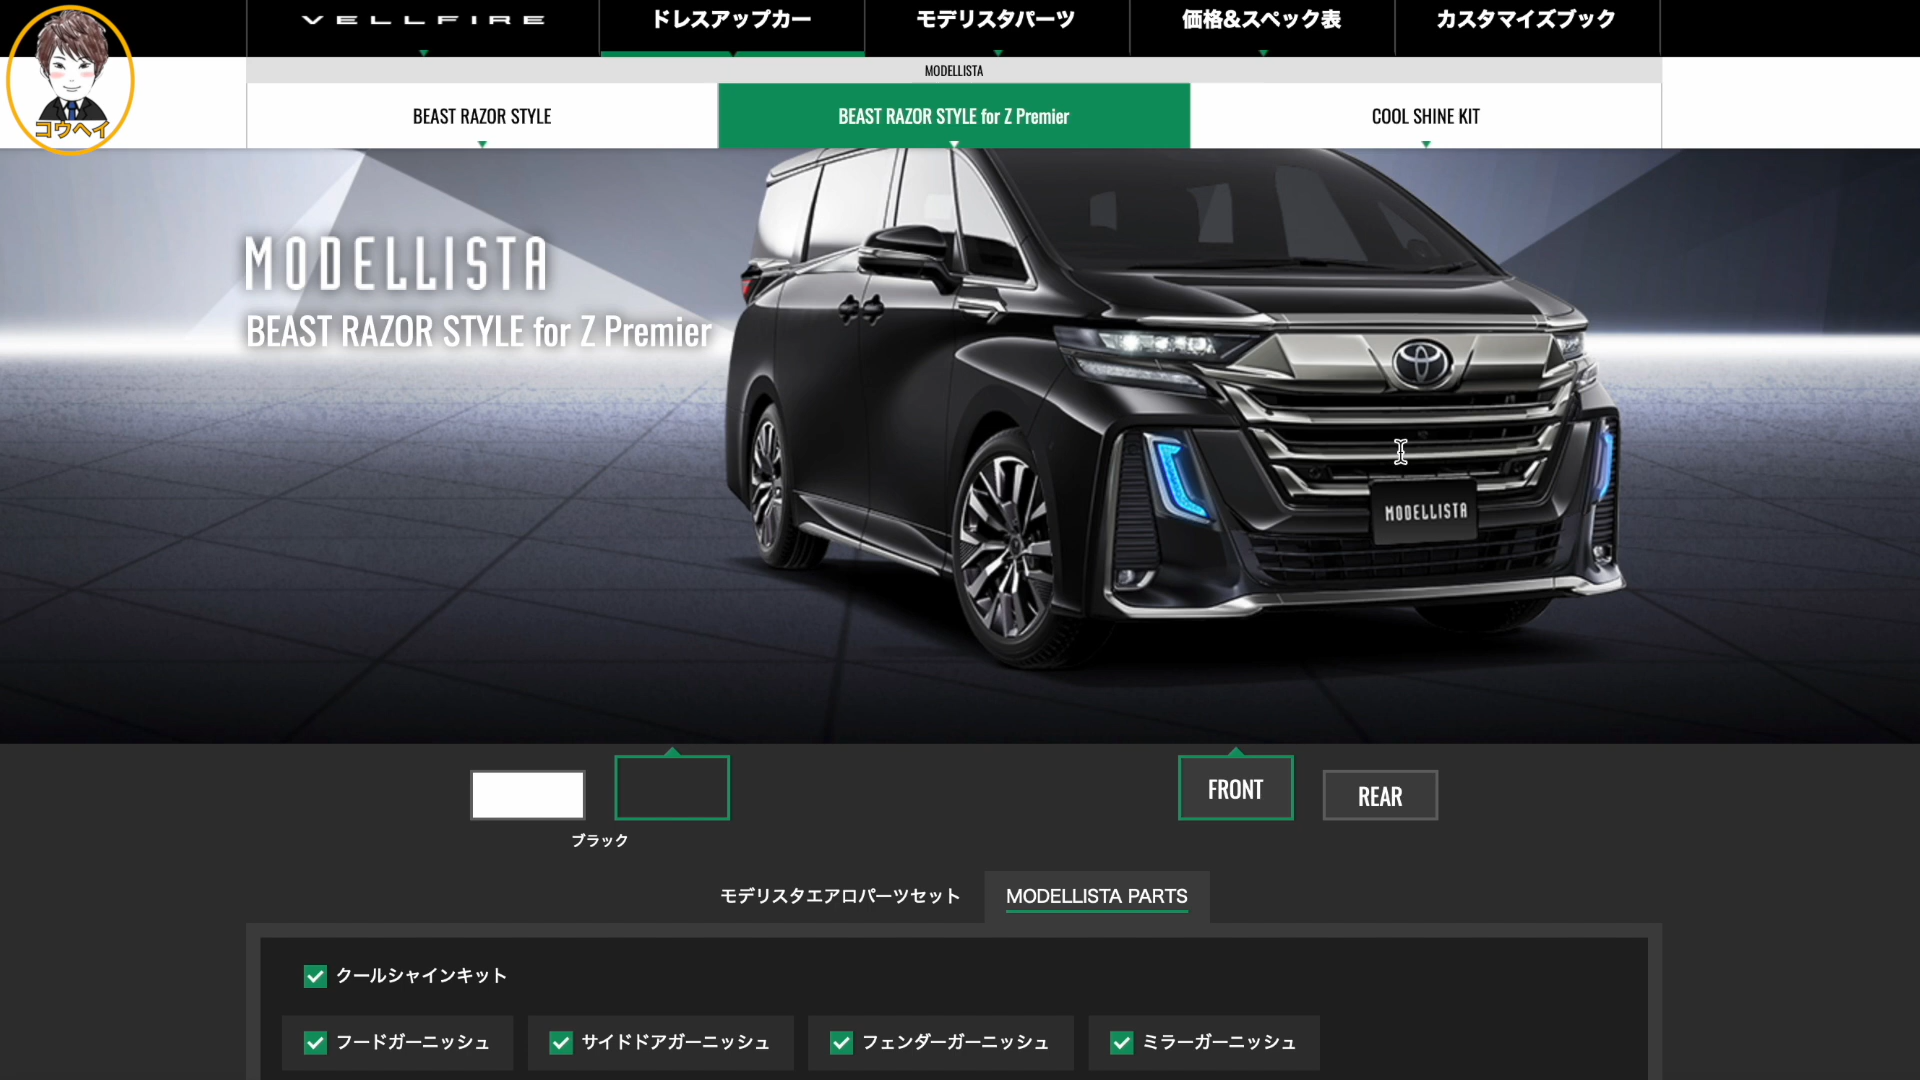 VELLFIRE
ドレスアップカー
モデリスタパーツ
価格&スペック表
カスタマイズブック
コウヘイ
MODELLISTA
BEAST RAZOR STYLE
BEAST RAZOR STYLE for Z Premier
COOL SHINE KIT
MODELLISTA
BEAST RAZOR STYLE for Z Premier
MODELLISTA
FRONT
REAR
ブラック
モデリスタエアロパーツセット
MODELLISTA PARTS
クールシャインキット
フードガーニッシュ
サイドドアガーニッシュ
フェンダーガーニッシュ
ミラーガーニッシュ